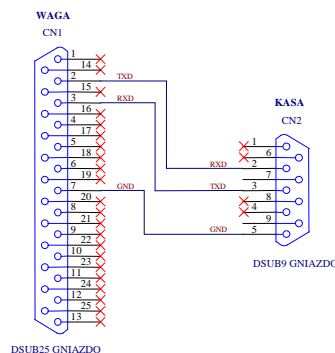 WAGA
CN1
1
14
2
TXD
15
3
RXD
16
4
17
5
18
6
19
7
GND
20
8
21
9
22
10
23
11
24
12
25
13
DSUB25 GNIAZDO
KASA
CN2
1
6
RXD
2
7
TXD
3
8
4
9
GND
5
DSUB9 GNIAZDO